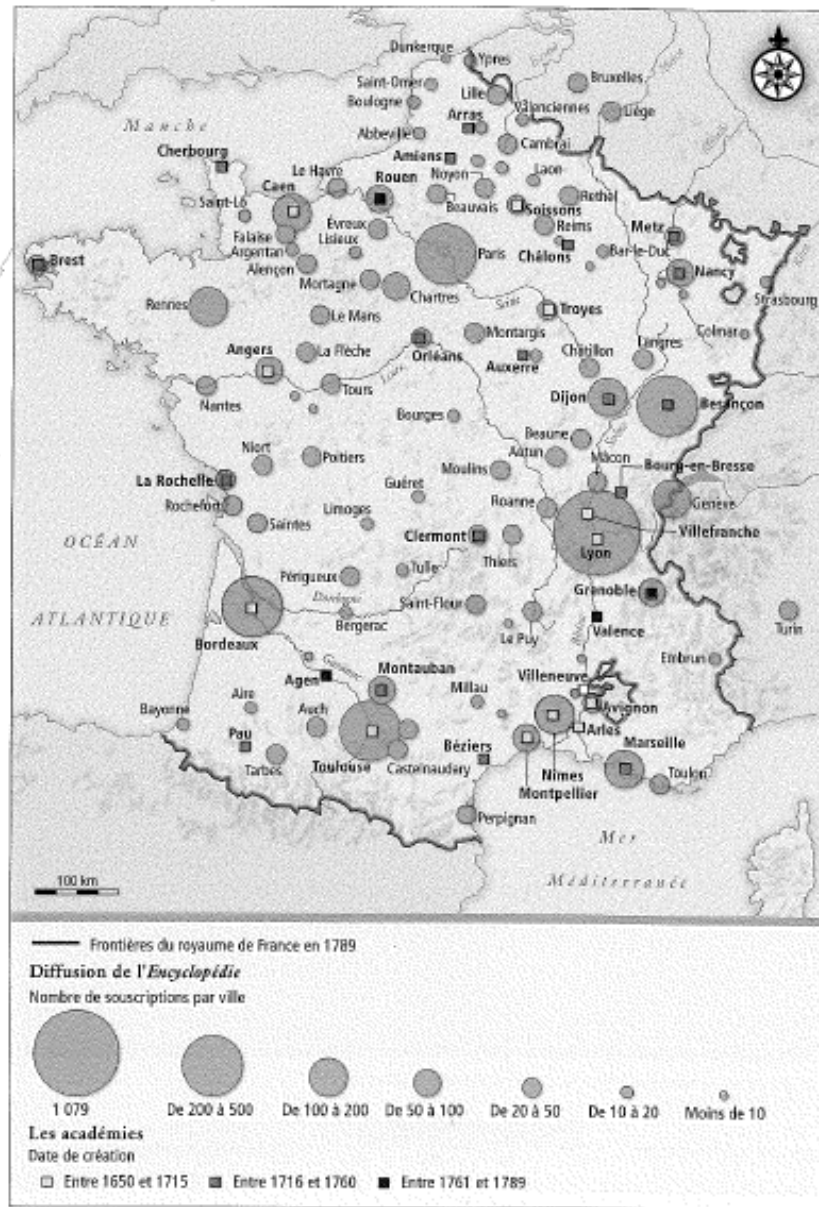 Dunkerque
Ypres
Saint-Omer
Bruxelles
Boulogne
Lille
Valenciennes
Liége
Manche
Arras
Abbeville
Cambrai
Cherbourg
Amiens
Laon
Le Havre
Rouen
Noyon
Caen
Rethel
Saint-Lô
Beauvais
Soissons
Évreux
Reims
Metz
Falaise
Lisieux
Argentan
Paris
Châlons
Bar-le-Duc
Brest
Alençon
Nancy
Mortagne
Chartres
Strasbourg
Rennes
Seine
Troyes
Le Mans
Montargis
Colmar
Angers
La Flèche
Orléans
Langres
Loire
Auxerre
Châtillon
Nantes
Tours
Dijon
Besançon
Bourges
Beaune
Niort
Poitiers
Autun
Mâcon
Moulins
Bourg-en-Bresse
La Rochelle
Guéret
Rochefort
Roanne
Genève
Limoges
Saintes
Villefranche
OCÉAN
Clermont
Lyon
Thiers
Tulle
Périgueux
Grenoble
Dordogne
Saint-Flour
ATLANTIQUE
Bergerac
Valence
Turin
Le Puy
Rhône
Bordeaux
Embrun
Garonne
Montauban
Villeneuve
Agen
Millau
Aire
Avignon
Bayonne
Auch
Arles
Pau
Béziers
Marseille
Tarbes
Toulouse
Castelnaudary
Nîmes
Toulon
Montpellier
Perpignan
Mer
Méditerranée
100 km
Frontières du royaume de France en 1789
Diffusion de l'Encyclopédie
Nombre de souscriptions par ville
1 079
De 200 à 500
De 100 à 200
De 50 à 100
De 20 à 50
De 10 à 20
Moins de 10
Les académies
Date de création
Entre 1650 et 1715
Entre 1716 et 1760
Entre 1761 et 1789